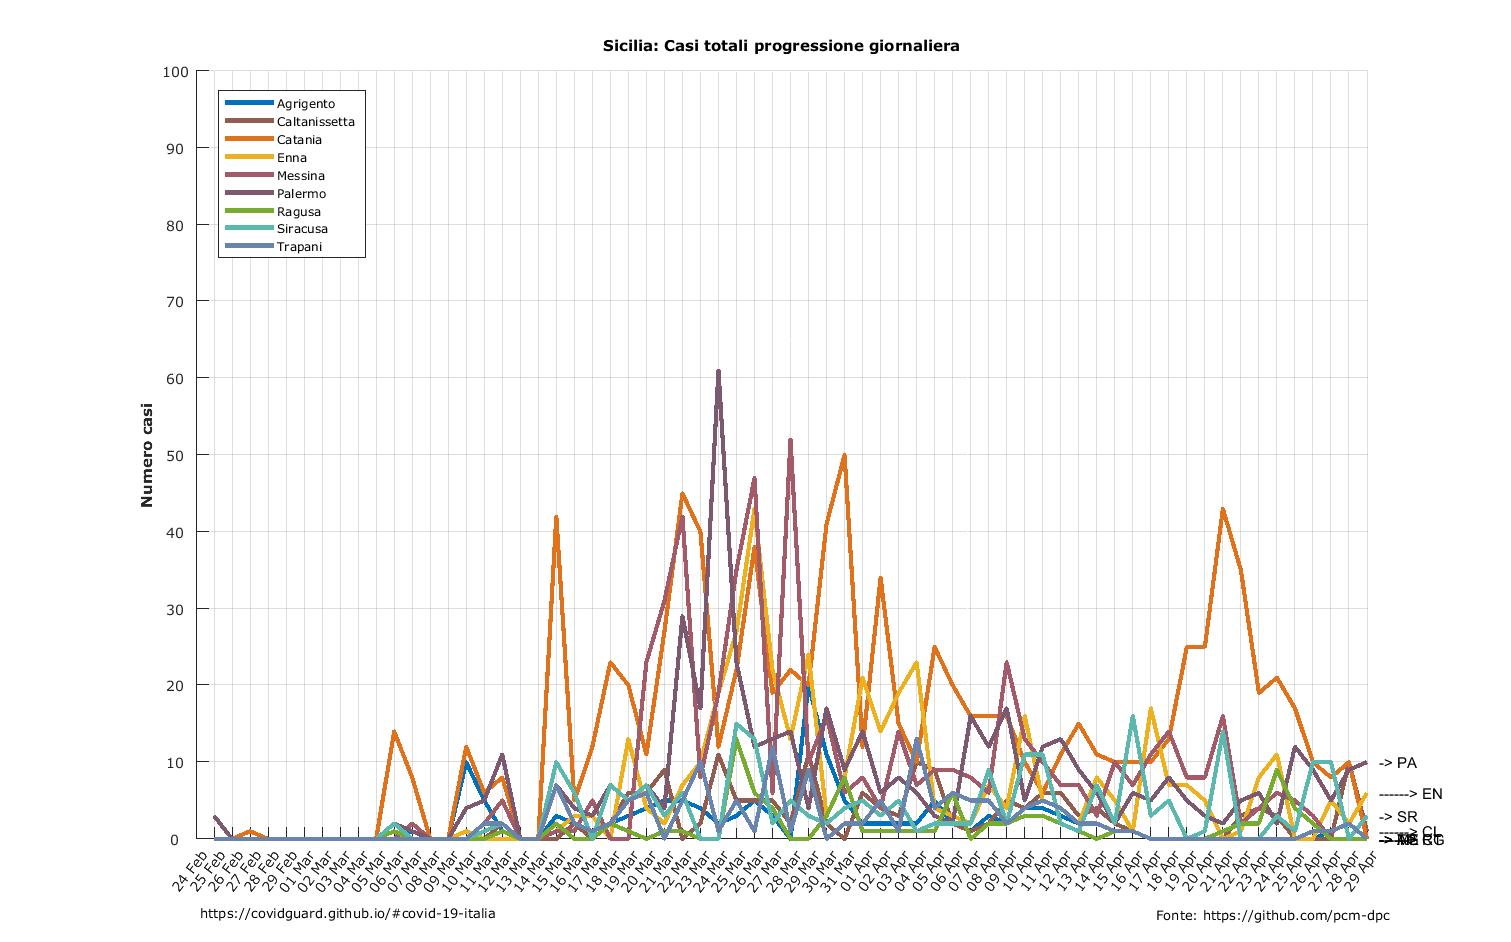 Sicilia: Casi totali progressione giornaliera
100
90
80
70
60
50
40
30
20
10
0
Numero casi
Agrigento
Caltanissetta
Catania
Enna
Messina
Palermo
Ragusa
Siracusa
Trapani
-> PA
------> EN
-> SR
------> CL
24 Feb
25 Feb
26 Feb
27 Feb
28 Feb
29 Feb
01 Mar
02 Mar
03 Mar
04 Mar
05 Mar
06 Mar
07 Mar
08 Mar
09 Mar
10 Mar
11 Mar
12 Mar
13 Mar
14 Mar
15 Mar
16 Mar
17 Mar
18 Mar
19 Mar
20 Mar
21 Mar
22 Mar
23 Mar
24 Mar
25 Mar
26 Mar
27 Mar
28 Mar
29 Mar
30 Mar
31 Mar
01 Apr
02 Apr
03 Apr
04 Apr
05 Apr
06 Apr
07 Apr
08 Apr
09 Apr
10 Apr
11 Apr
12 Apr
13 Apr
14 Apr
15 Apr
16 Apr
17 Apr
18 Apr
19 Apr
20 Apr
21 Apr
22 Apr
23 Apr
24 Apr
25 Apr
26 Apr
27 Apr
28 Apr
29 Apr
https://covidguard.github.io/#covid-19-italia
Fonte: https://github.com/pcm-dpc